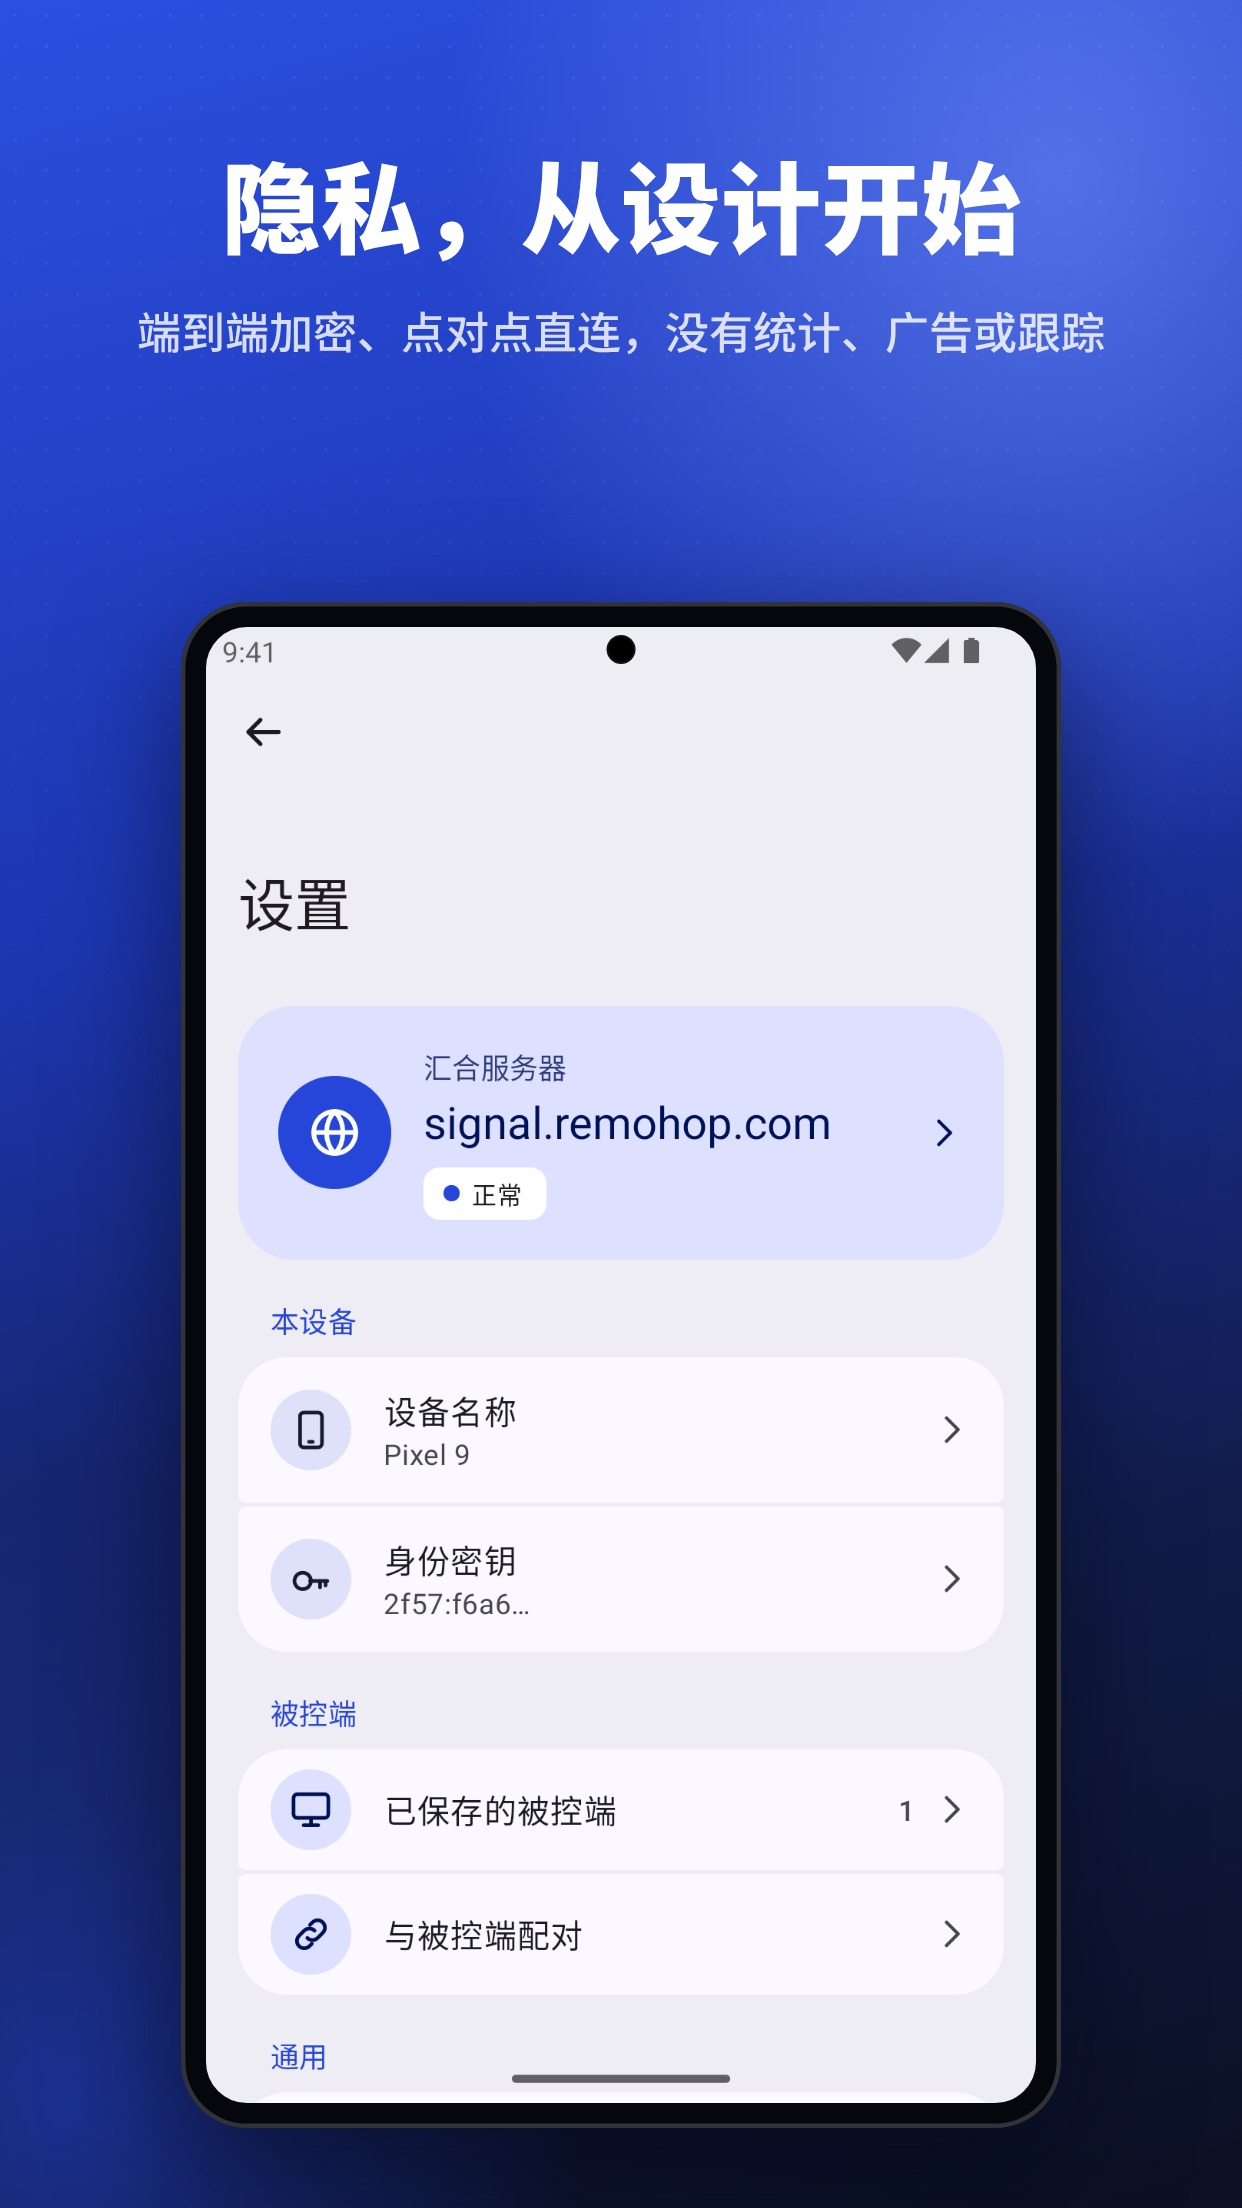 隐私，从设计开始
端到端加密、点对点直连，没有统计、广告或跟踪
9:41
设置
汇合服务器
signal.remohop.com
正常
本设备
设备名称
Pixel 9
身份密钥
2f57:f6a6...
被控端
已保存的被控端
1
与被控端配对
通用